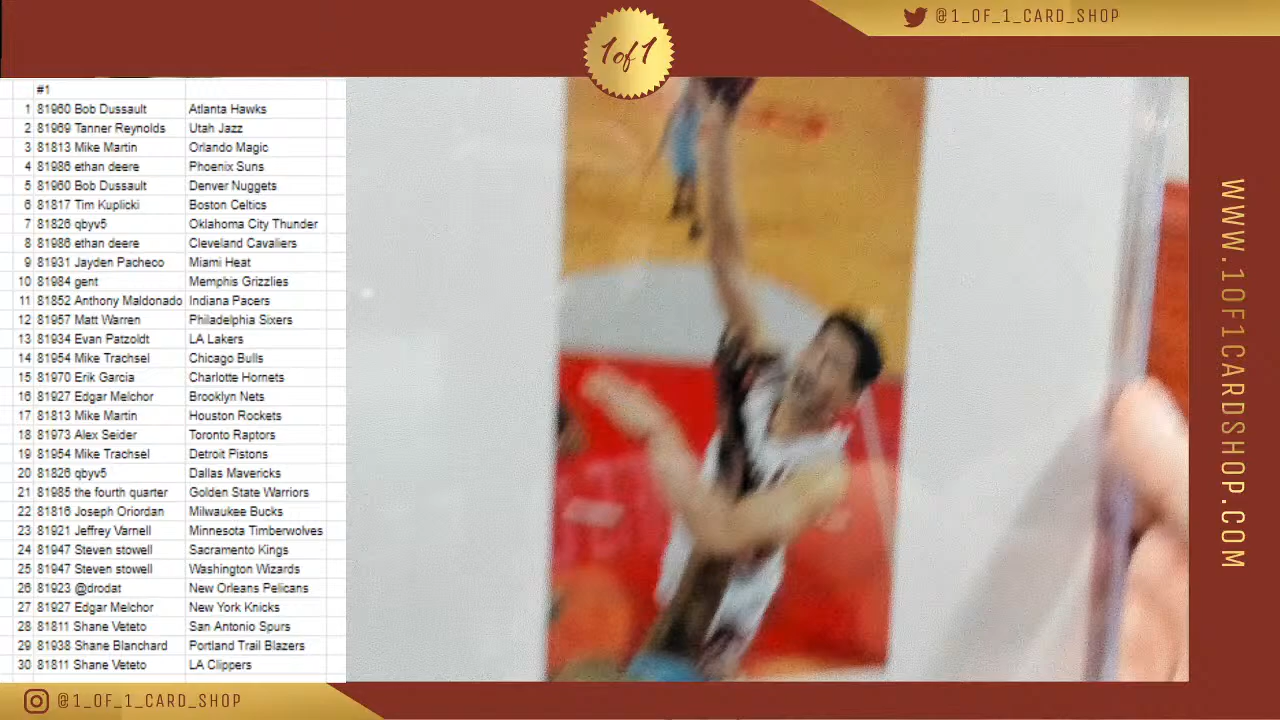 1of1
@1_OF_1_CARD_SHOP
#1
1 81960 Bob Dussault Atlanta Hawks
2 81969 Tanner Reynolds Utah Jazz
3 81813 Mike Martin Orlando Magic
4 81986 ethan deere Phoenix Suns
5 81960 Bob Dussault Denver Nuggets
6 81817 Tim Kuplicki Boston Celtics
7 81826 qbyv5 Oklahoma City Thunder
8 81986 ethan deere Cleveland Cavaliers
9 81931 Jayden Pacheco Miami Heat
10 81984 gent Memphis Grizzlies
11 81852 Anthony Maldonado Indiana Pacers
12 81957 Matt Warren Philadelphia Sixers
13 81934 Evan Patzoldt LA Lakers
14 81954 Mike Trachsel Chicago Bulls
15 81970 Erik Garcia Charlotte Hornets
16 81927 Edgar Melchor Brooklyn Nets
17 81813 Mike Martin Houston Rockets
18 81973 Alex Seider Toronto Raptors
19 81954 Mike Trachsel Detroit Pistons
20 81826 qbyv5 Dallas Mavericks
21 81985 the fourth quarter Golden State Warriors
22 81816 Joseph Oriordan Milwaukee Bucks
23 81921 Jeffrey Varnell Minnesota Timberwolves
24 81947 Steven stowell Sacramento Kings
25 81947 Steven stowell Washington Wizards
26 81923 @drodat New Orleans Pelicans
27 81927 Edgar Melchor New York Knicks
28 81811 Shane Veteto San Antonio Spurs
29 81938 Shane Blanchard Portland Trail Blazers
30 81811 Shane Veteto LA Clippers
WWW.1OF1CARDSHOP.COM
@1_OF_1_CARD_SHOP